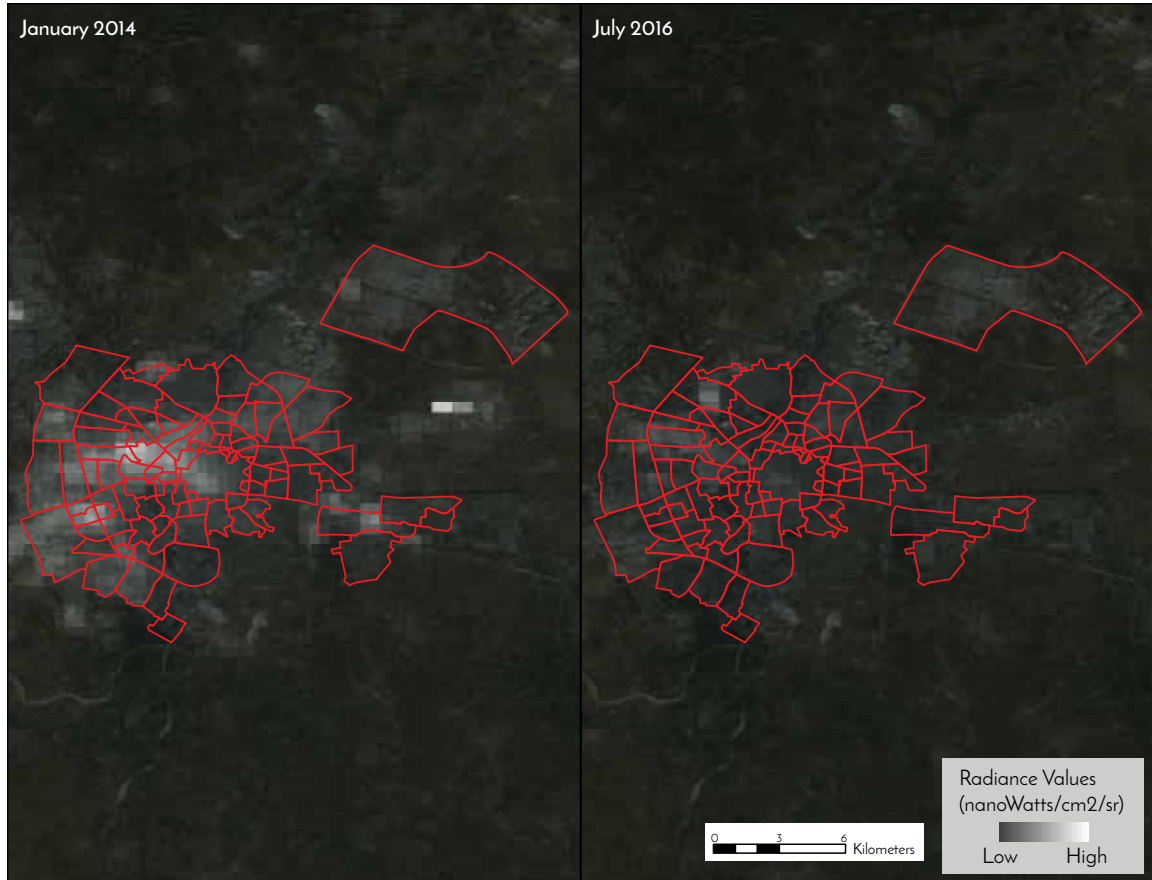 January 2014
July 2016
Radiance Values
(nanoWatts/cm2/sr)
Low High
0 3 6
Kilometers